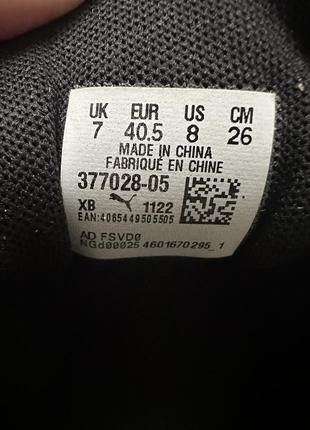 UK EUR US CM
7 40.5 8 26
MADE IN CHINA
FABRIQUÉ EN CHINE
377028-05
XB 1122
EAN:4065449505505
AD FSVD0
NGd00025 4601670295_1